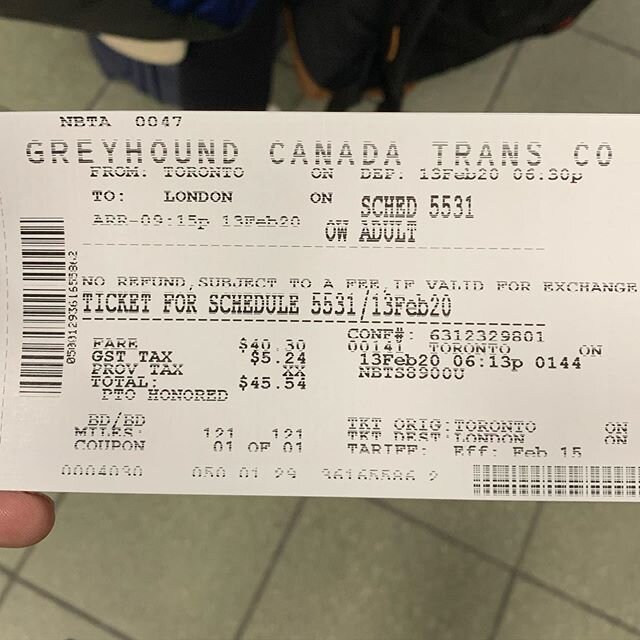 NBTA 0047
GREYHOUND CANADA TRANS CO
FROM: TORONTO ON DEP: 13Feb20 06:30p
TO: LONDON ON SCHED 5531
ARR-09:15p 13Feb20 OW ADULT
NO REFUND,SUBJECT TO A FEE,IF VALID FOR EXCHANGE
TICKET FOR SCHEDULE 5531/13Feb20
CONF#: 6312329801
FARE $40.30 00141 TORONTO ON
GST TAX $5.24 13Feb20 06:13p 0144
PROV TAX XX NBTS8900U
TOTAL: $45.54
PTO HONORED
BD/BD TKT ORIG:TORONTO ON
MILES: 121 121 TKT DEST:LONDON ON
COUPON 01 OF 01 TARIFF: Eff: Feb 15
0004030 050 01 29 36165586 2
0500129361655862